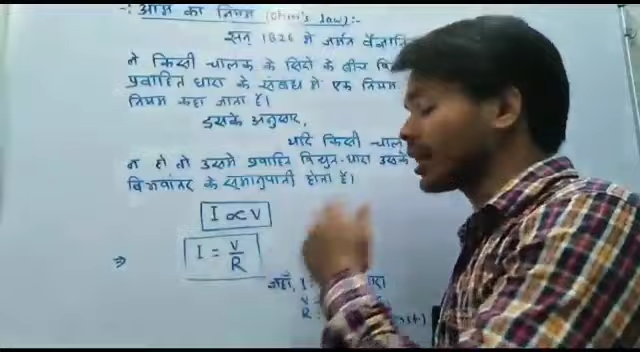 -: ओम का नियम (Ohm's law):-
सन् 1826 में जर्मन वैज्ञानि
ने किसी चालक के सिरों के बीच वि
प्रवाहित धारा के संबंध में एक नियम
नियम कहा जाता है।
इसके अनुसार,
यदि किसी चाल
न हो तो उसमें प्रवाहित विद्युत-धारा उसके
विभवांतर के समानुपाती होता है।
I ∝ V
⇒ I = V/R
जहाँ, I : धारा
V =
R :